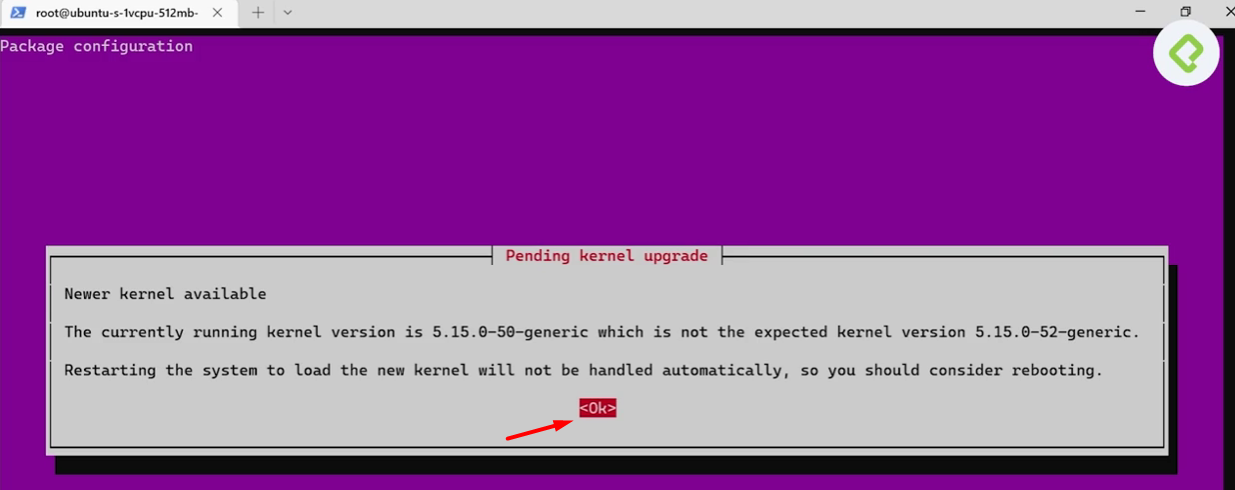 root@ubuntu-s-1vcpu-512mb-
Package configuration
Pending kernel upgrade
Newer kernel available
The currently running kernel version is 5.15.0-50-generic which is not the expected kernel version 5.15.0-52-generic.
Restarting the system to load the new kernel will not be handled automatically, so you should consider rebooting.
<Ok>